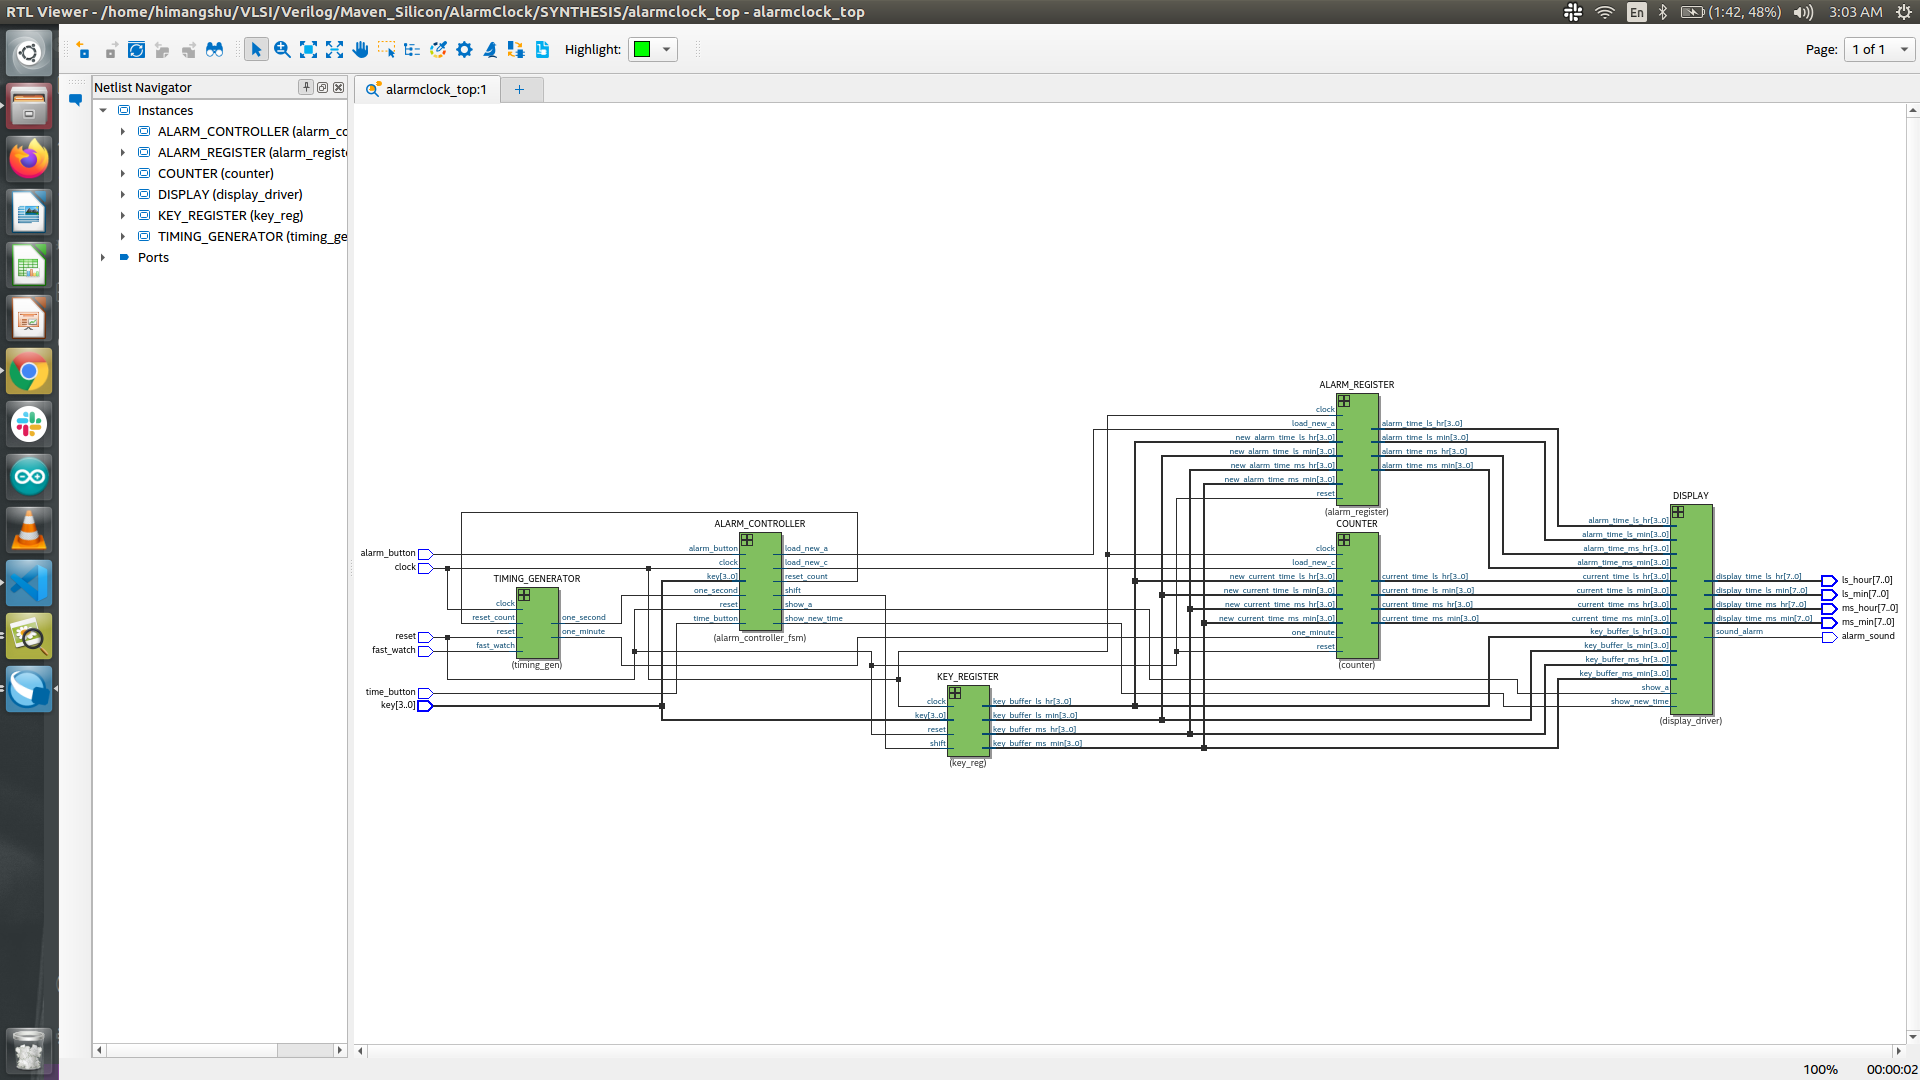 RTL Viewer - /home/himangshu/VLSI/Verilog/Maven_Silicon/AlarmClock/SYNTHESIS/alarmclock_top - alarmclock_top
En
(1:42, 48%)
3:03 AM
Highlight:
Page:
1 of 1
Netlist Navigator
alarmclock_top:1
+
Instances
ALARM_CONTROLLER (alarm_co
ALARM_REGISTER (alarm_registe
COUNTER (counter)
DISPLAY (display_driver)
KEY_REGISTER (key_reg)
TIMING_GENERATOR (timing_ge
Ports
alarm_button
clock
reset
fast_watch
time_button
key[3..0]
TIMING_GENERATOR
clock
reset_count
reset
fast_watch
one_second
one_minute
(timing_gen)
ALARM_CONTROLLER
alarm_button
clock
key[3..0]
one_second
reset
time_button
load_new_a
load_new_c
reset_count
shift
show_a
show_new_time
(alarm_controller_fsm)
KEY_REGISTER
clock
key[3..0]
reset
shift
key_buffer_ls_hr[3..0]
key_buffer_ls_min[3..0]
key_buffer_ms_hr[3..0]
key_buffer_ms_min[3..0]
(key_reg)
ALARM_REGISTER
clock
load_new_a
new_alarm_time_ls_hr[3..0]
new_alarm_time_ls_min[3..0]
new_alarm_time_ms_hr[3..0]
new_alarm_time_ms_min[3..0]
reset
alarm_time_ls_hr[3..0]
alarm_time_ls_min[3..0]
alarm_time_ms_hr[3..0]
alarm_time_ms_min[3..0]
(alarm_register)
COUNTER
clock
load_new_c
new_current_time_ls_hr[3..0]
new_current_time_ls_min[3..0]
new_current_time_ms_hr[3..0]
new_current_time_ms_min[3..0]
one_minute
reset
current_time_ls_hr[3..0]
current_time_ls_min[3..0]
current_time_ms_hr[3..0]
current_time_ms_min[3..0]
(counter)
DISPLAY
alarm_time_ls_hr[3..0]
alarm_time_ls_min[3..0]
alarm_time_ms_hr[3..0]
alarm_time_ms_min[3..0]
current_time_ls_hr[3..0]
current_time_ls_min[3..0]
current_time_ms_hr[3..0]
current_time_ms_min[3..0]
key_buffer_ls_hr[3..0]
key_buffer_ls_min[3..0]
key_buffer_ms_hr[3..0]
key_buffer_ms_min[3..0]
show_a
show_new_time
display_time_ls_hr[7..0]
display_time_ls_min[7..0]
display_time_ms_hr[7..0]
display_time_ms_min[7..0]
sound_alarm
(display_driver)
ls_hour[7..0]
ls_min[7..0]
ms_hour[7..0]
ms_min[7..0]
alarm_sound
100%
00:00:02